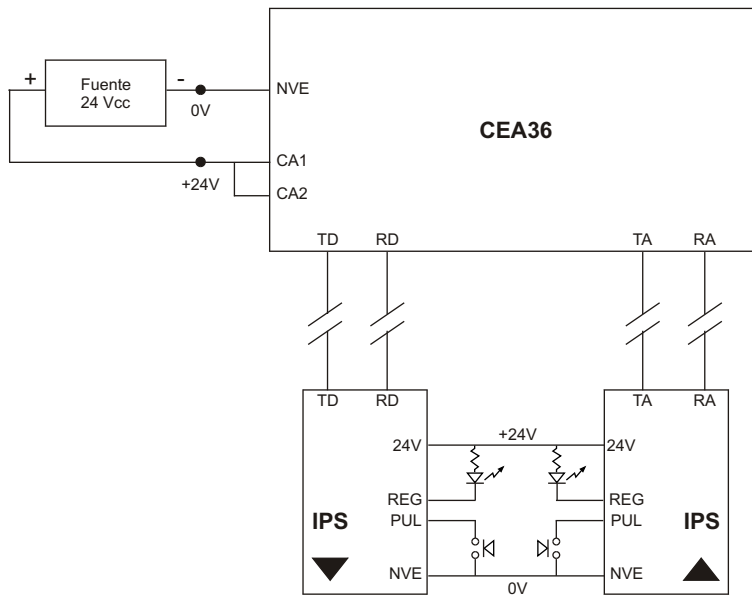 +
Fuente
24 Vcc
-
0V
NVE
CEA36
+24V
CA1
CA2
TD
RD
TA
RA
TD
RD
TA
RA
24V
+24V
24V
REG
REG
IPS
PUL
PUL
IPS
NVE
NVE
0V